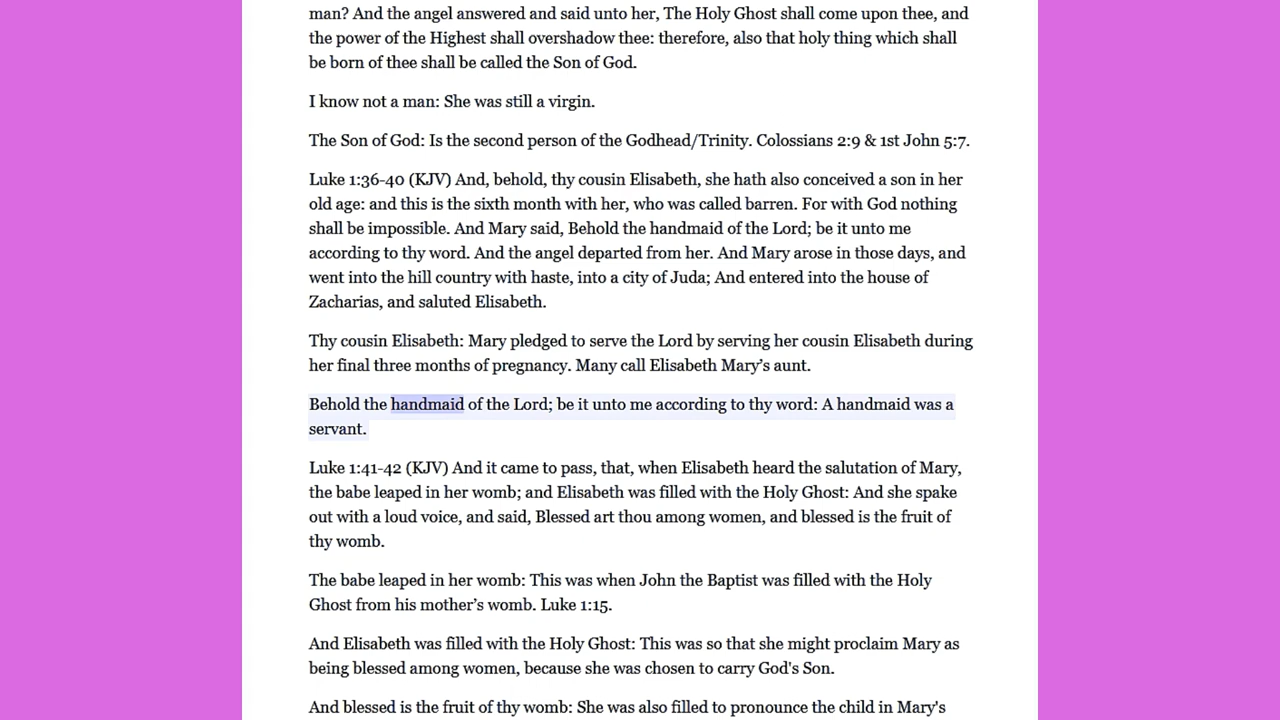 man? And the angel answered and said unto her, The Holy Ghost shall come upon thee, and
the power of the Highest shall overshadow thee: therefore, also that holy thing which shall
be born of thee shall be called the Son of God.
I know not a man: She was still a virgin.
The Son of God: Is the second person of the Godhead/Trinity. Colossians 2:9 & 1st John 5:7.
Luke 1:36-40 (KJV) And, behold, thy cousin Elisabeth, she hath also conceived a son in her
old age: and this is the sixth month with her, who was called barren. For with God nothing
shall be impossible. And Mary said, Behold the handmaid of the Lord; be it unto me
according to thy word. And the angel departed from her. And Mary arose in those days, and
went into the hill country with haste, into a city of Juda; And entered into the house of
Zacharias, and saluted Elisabeth.
Thy cousin Elisabeth: Mary pledged to serve the Lord by serving her cousin Elisabeth during
her final three months of pregnancy. Many call Elisabeth Mary’s aunt.
Behold the handmaid of the Lord; be it unto me according to thy word: A handmaid was a
servant.
Luke 1:41-42 (KJV) And it came to pass, that, when Elisabeth heard the salutation of Mary,
the babe leaped in her womb; and Elisabeth was filled with the Holy Ghost: And she spake
out with a loud voice, and said, Blessed art thou among women, and blessed is the fruit of
thy womb.
The babe leaped in her womb: This was when John the Baptist was filled with the Holy
Ghost from his mother’s womb. Luke 1:15.
And Elisabeth was filled with the Holy Ghost: This was so that she might proclaim Mary as
being blessed among women, because she was chosen to carry God's Son.
And blessed is the fruit of thy womb: She was also filled to pronounce the child in Mary's